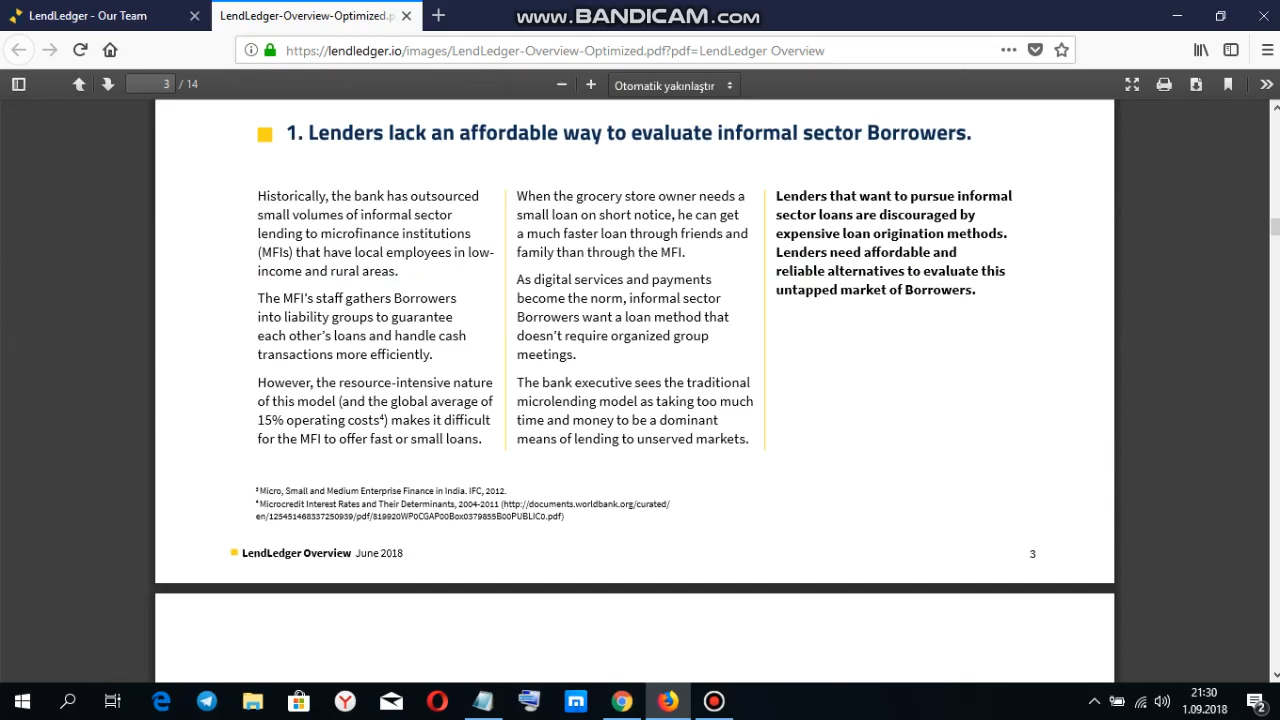 LendLedger - Our Team
LendLedger-Overview-Optimized.p
www.BANDICAM.com
https://lendledger.io/images/LendLedger-Overview-Optimized.pdf?pdf=LendLedger Overview
3 / 14
Otomatik yakınlaştır
1. Lenders lack an affordable way to evaluate informal sector Borrowers.
Historically, the bank has outsourced
small volumes of informal sector
lending to microfinance institutions
(MFIs) that have local employees in low-
income and rural areas.
The MFI’s staff gathers Borrowers
into liability groups to guarantee
each other’s loans and handle cash
transactions more efficiently.
However, the resource-intensive nature
of this model (and the global average of
15% operating costs⁴) makes it difficult
for the MFI to offer fast or small loans.
When the grocery store owner needs a
small loan on short notice, he can get
a much faster loan through friends and
family than through the MFI.
As digital services and payments
become the norm, informal sector
Borrowers want a loan method that
doesn’t require organized group
meetings.
The bank executive sees the traditional
microlending model as taking too much
time and money to be a dominant
means of lending to unserved markets.
Lenders that want to pursue informal
sector loans are discouraged by
expensive loan origination methods.
Lenders need affordable and
reliable alternatives to evaluate this
untapped market of Borrowers.
³ Micro, Small and Medium Enterprise Finance in India. IFC, 2012.
⁴ Microcredit Interest Rates and Their Determinants, 2004-2011 (http://documents.worldbank.org/curated/
en/125451468337250939/pdf/819920WP0CGAP00Box0379855B00PUBLIC0.pdf)
LendLedger Overview June 2018
3
21:30
1.09.2018
2